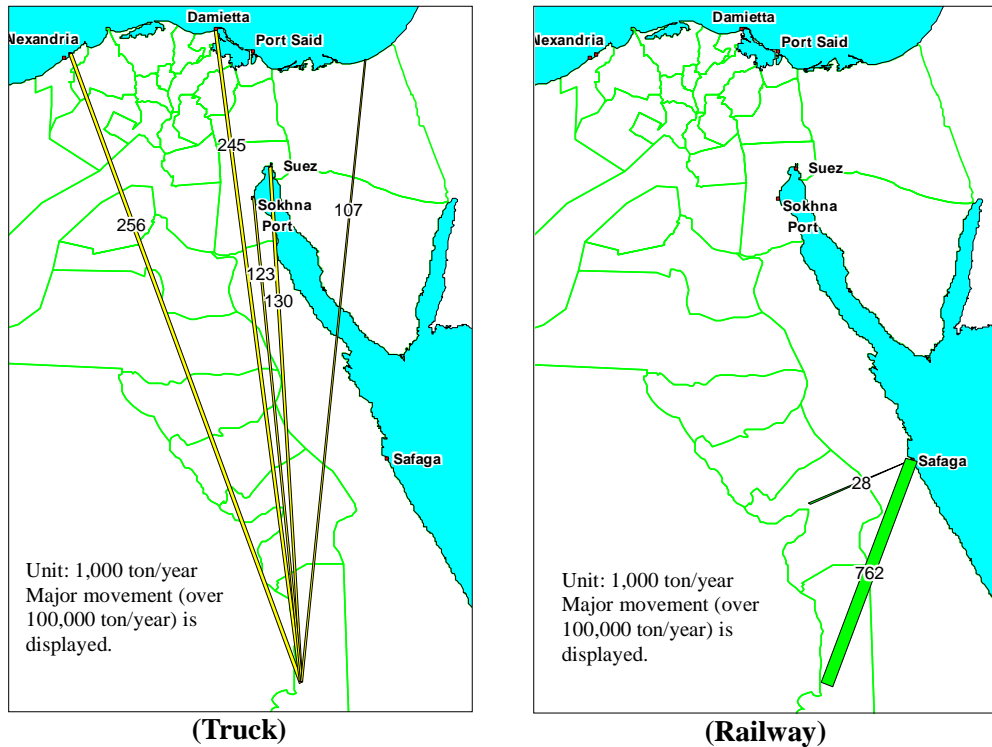 Damietta
Alexandria
Port Said
245
Suez
107
256
Sokhna
Port
123
130
Safaga
Unit: 1,000 ton/year
Major movement (over
100,000 ton/year) is
displayed.
(Truck)
Damietta
Alexandria
Port Said
Suez
Sokhna
Port
Safaga
28
762
Unit: 1,000 ton/year
Major movement (over
100,000 ton/year) is
displayed.
(Railway)